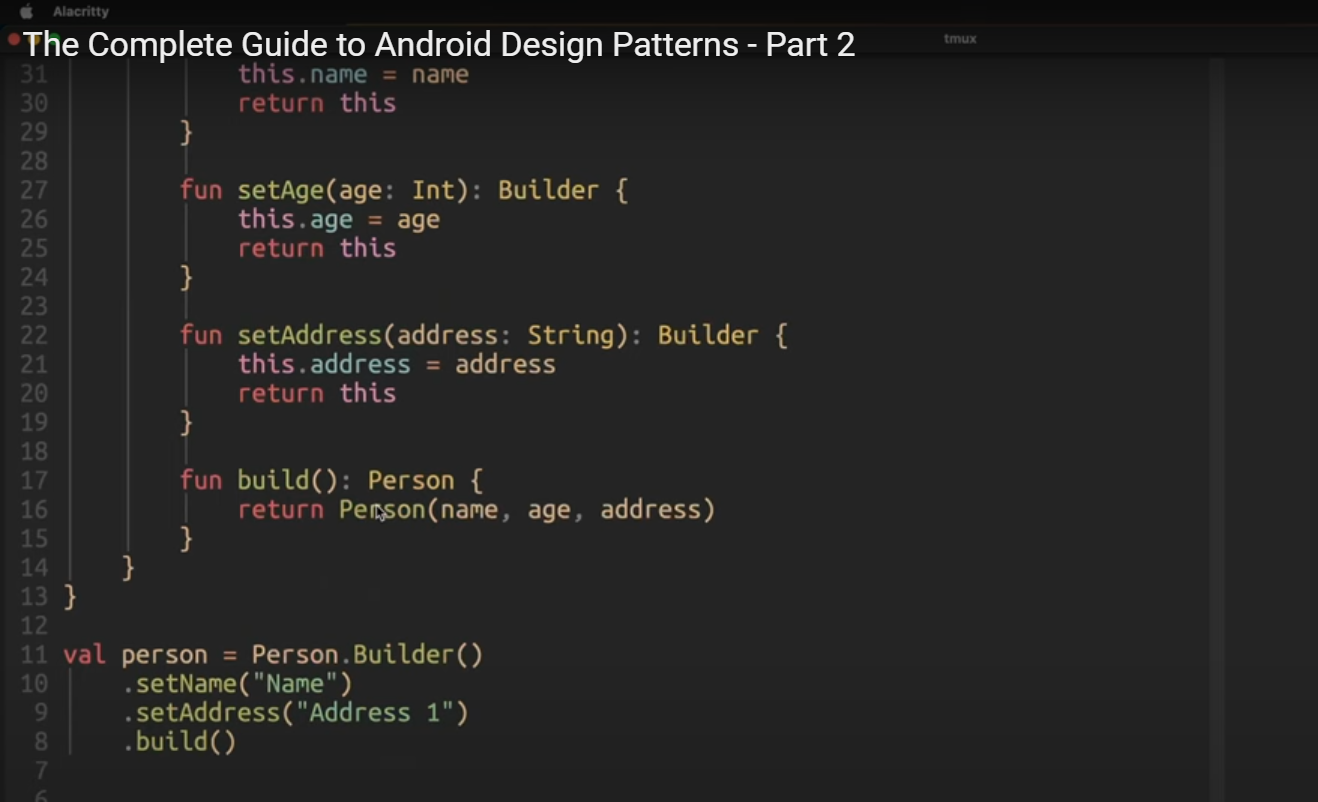 Alacritty
The Complete Guide to Android Design Patterns - Part 2
tmux
31 this.name = name
30 return this
29 }
28
27 fun setAge(age: Int): Builder {
26 this.age = age
25 return this
24 }
23
22 fun setAddress(address: String): Builder {
21 this.address = address
20 return this
19 }
18
17 fun build(): Person {
16 return Person(name, age, address)
15 }
14 }
13 }
12
11 val person = Person.Builder()
10 .setName("Name")
9 .setAddress("Address 1")
8 .build()
7
6